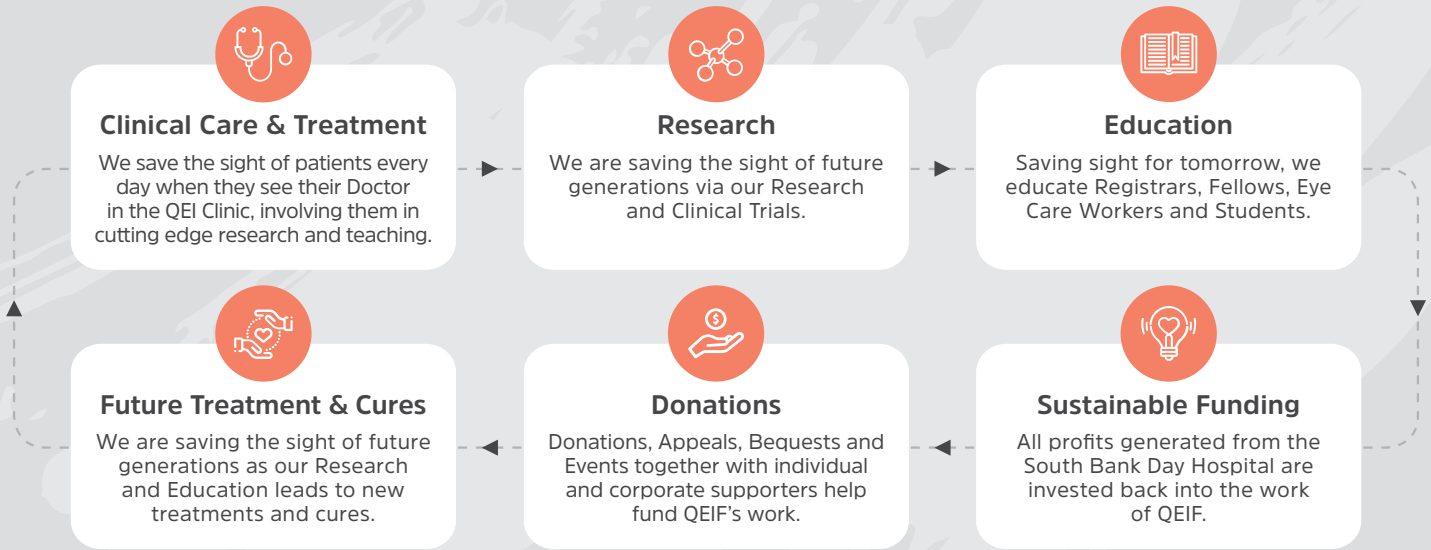 Clinical Care & Treatment
We save the sight of patients every
day when they see their Doctor
in the QEI Clinic, involving them in
cutting edge research and teaching.
Research
We are saving the sight of future
generations via our Research
and Clinical Trials.
Education
Saving sight for tomorrow, we
educate Registrars, Fellows, Eye
Care Workers and Students.
Future Treatment & Cures
We are saving the sight of future
generations as our Research
and Education leads to new
treatments and cures.
Donations
Donations, Appeals, Bequests and
Events together with individual
and corporate supporters help
fund QEIF's work.
Sustainable Funding
All profits generated from the
South Bank Day Hospital are
invested back into the work
of QEIF.